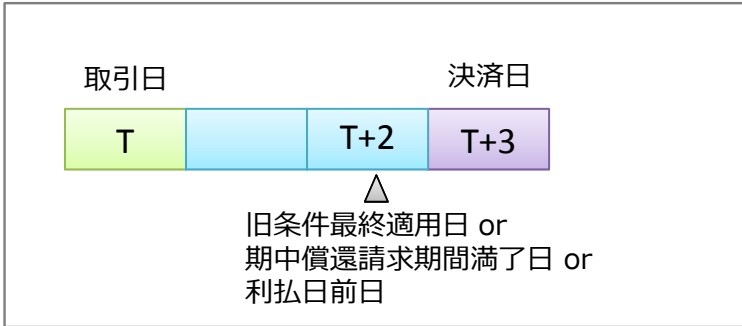 取引日 決済日
T T+2 T+3
旧条件最終適用日 or
期中償還請求期間満了日 or
利払日前日